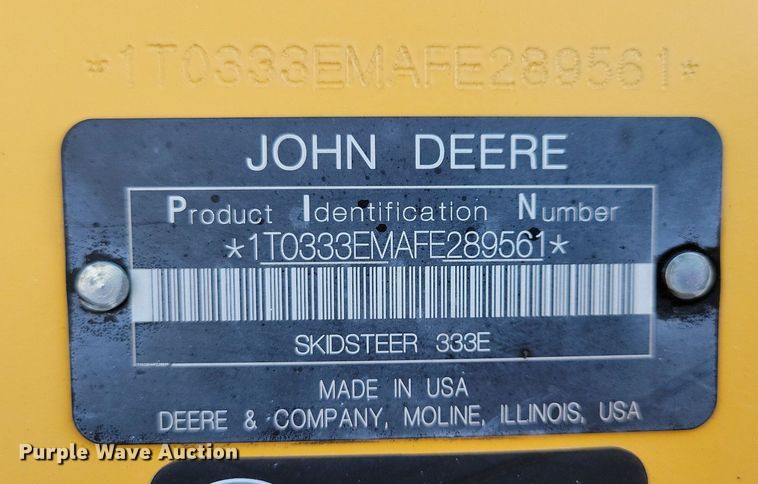 *1T0333EMAFE289561*
JOHN DEERE
Product Identification Number
*1T0333EMAFE289561*
SKIDSTEER 333E
MADE IN USA
DEERE & COMPANY, MOLINE, ILLINOIS, USA
Purple Wave Auction